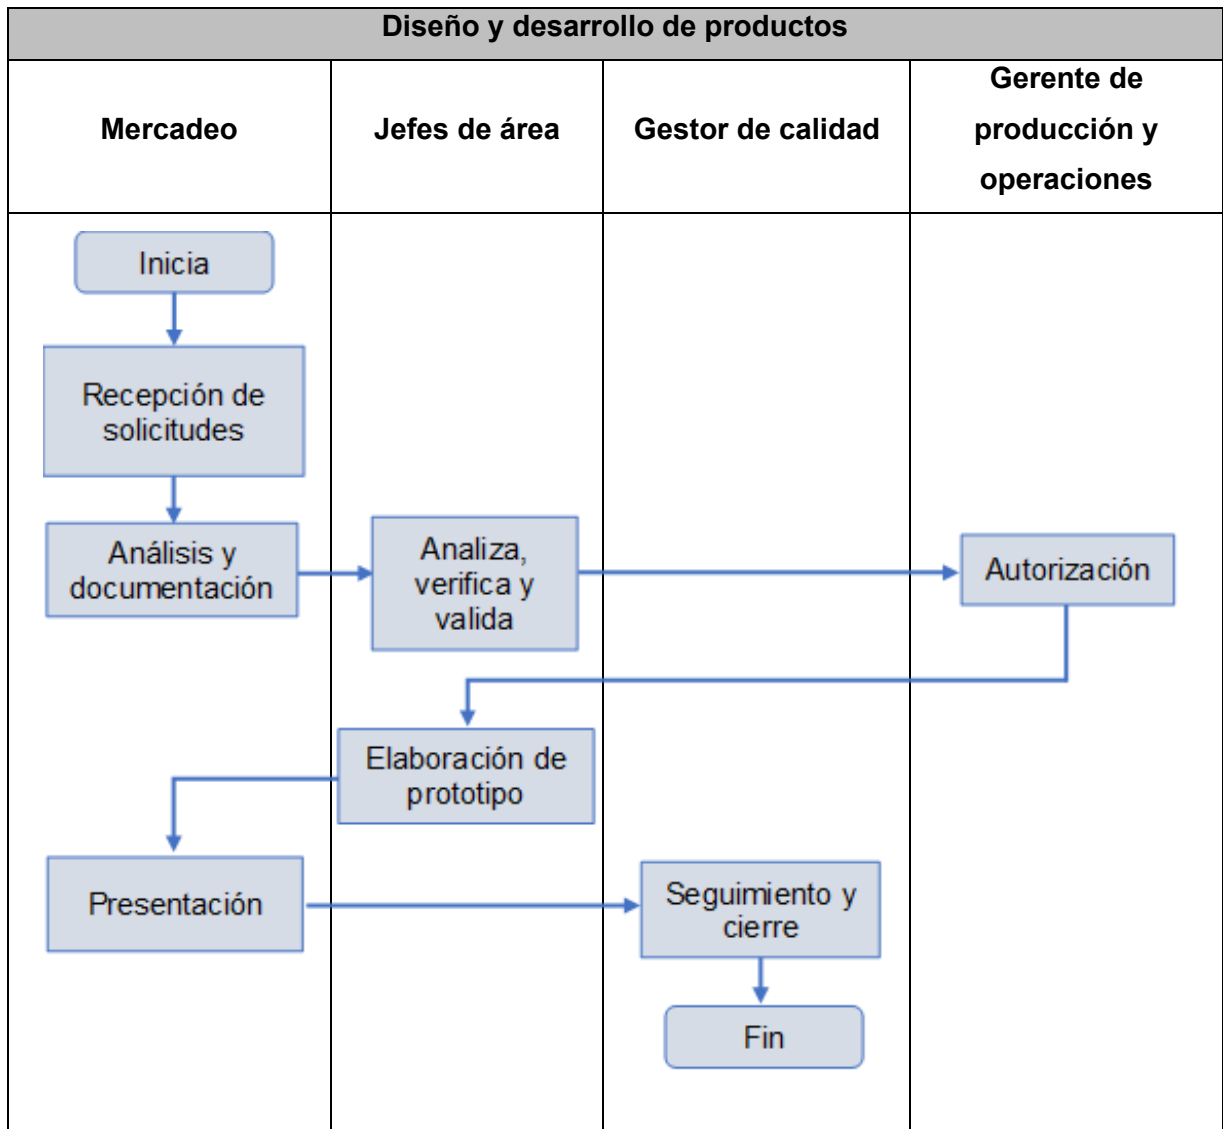 Diseño y desarrollo de productos
Mercadeo
Jefes de área
Gestor de calidad
Gerente de
producción y
operaciones
Inicia
Recepción de
solicitudes
Análisis y
documentación
Analiza,
verifica y
valida
Autorización
Elaboración de
prototipo
Presentación
Seguimiento y
cierre
Fin